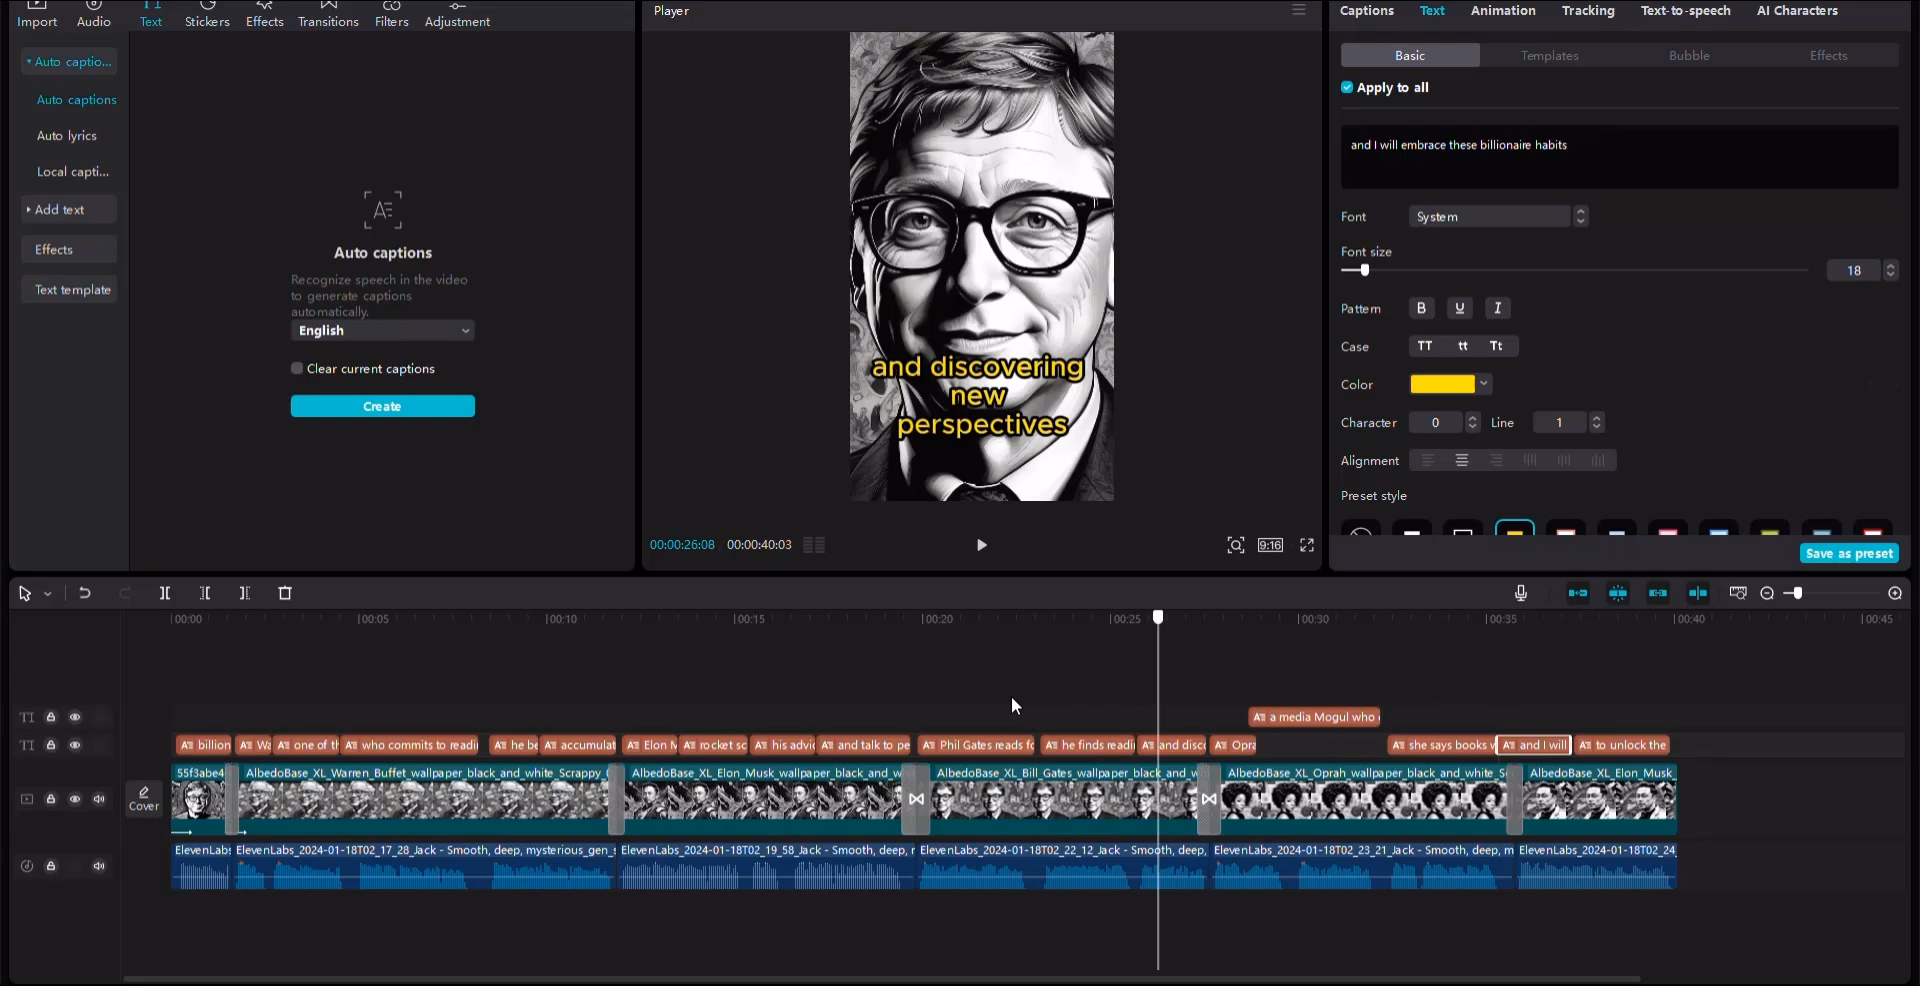 Import Audio Text Stickers Effects Transitions Filters Adjustment
Auto captio...
Auto captions
Auto lyrics
Local capti...
Add text
Effects
Text template
Auto captions
Recognize speech in the video
to generate captions
automatically.
English
Clear current captions
Create
Player
and discovering
new
perspectives
00:00:26:08 00:00:40:03
9:16
Captions Text Animation Tracking Text-to-speech AI Characters
Basic Templates Bubble Effects
Apply to all
and I will embrace these billionaire habits
Font System
Font size
18
Pattern B U I
Case TT tt Tt
Color
Character 0 Line 1
Alignment
Preset style
Save as preset
00:00 00:05 00:10 00:15 00:20 00:25 00:30 00:35 00:40 00:45
a media Mogul who
billion Wa one of th who commits to readi he be accumulat Elon M rocket sc his advi and talk to pe Phil Gates reads fo he finds readi and disc Opra she says books w and I will to unlock the
Cover
55f3abe4 AlbedoBase_XL_Warren_Buffet_wallpaper_black_and_white_Scrappy_ AlbedoBase_XL_Elon_Musk_wallpaper_black_and_w AlbedoBase_XL_Bill_Gates_wallpaper_black_and_w AlbedoBase_XL_Oprah_wallpaper_black_and_white_S AlbedoBase_XL_Elon_Musk_
ElevenLabs ElevenLabs_2024-01-18T02_17_28_Jack - Smooth, deep, mysterious_gen_s ElevenLabs_2024-01-18T02_19_58_Jack - Smooth, deep, r ElevenLabs_2024-01-18T02_22_12_Jack - Smooth, deep, ElevenLabs_2024-01-18T02_23_21_Jack - Smooth, deep, m ElevenLabs_2024-01-18T02_24_